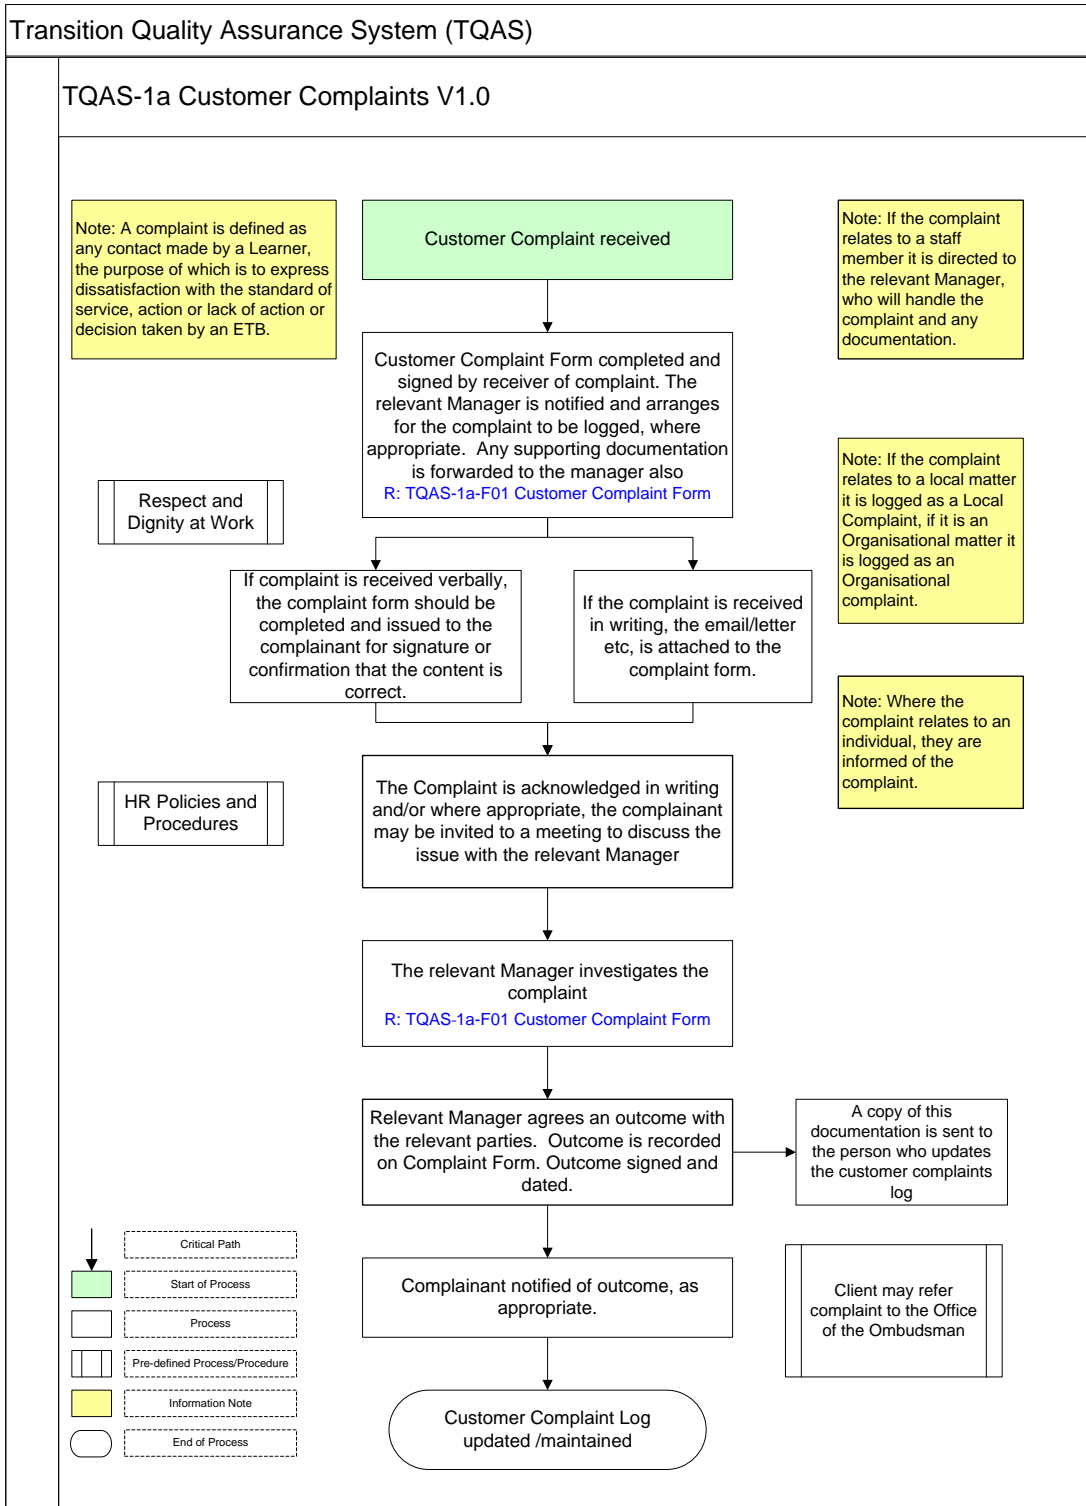 Transition Quality Assurance System (TQAS)
TQAS-1a Customer Complaints V1.0
Note: A complaint is defined as
any contact made by a Learner,
the purpose of which is to express
dissatisfaction with the standard of
service, action or lack of action or
decision taken by an ETB.
Customer Complaint received
Note: If the complaint
relates to a staff
member it is directed to
the relevant Manager,
who will handle the
complaint and any
documentation.
Customer Complaint Form completed and
signed by receiver of complaint. The
relevant Manager is notified and arranges
for the complaint to be logged, where
appropriate. Any supporting documentation
is forwarded to the manager also
R: TQAS-1a-F01 Customer Complaint Form
Note: If the complaint
relates to a local matter
it is logged as a Local
Complaint, if it is an
Organisational matter it
is logged as an
Organisational
complaint.
Respect and
Dignity at Work
If complaint is received verbally,
the complaint form should be
completed and issued to the
complainant for signature or
confirmation that the content is
correct.
If the complaint is received
in writing, the email/letter
etc, is attached to the
complaint form.
Note: Where the
complaint relates to an
individual, they are
informed of the
complaint.
HR Policies and
Procedures
The Complaint is acknowledged in writing
and/or where appropriate, the complainant
may be invited to a meeting to discuss the
issue with the relevant Manager
The relevant Manager investigates the
complaint
R: TQAS-1a-F01 Customer Complaint Form
Relevant Manager agrees an outcome with
the relevant parties. Outcome is recorded
on Complaint Form. Outcome signed and
dated.
A copy of this
documentation is sent to
the person who updates
the customer complaints
log
Complainant notified of outcome, as
appropriate.
Client may refer
complaint to the Office
of the Ombudsman
Customer Complaint Log
updated /maintained
Critical Path
Start of Process
Process
Pre-defined Process/Procedure
Information Note
End of Process